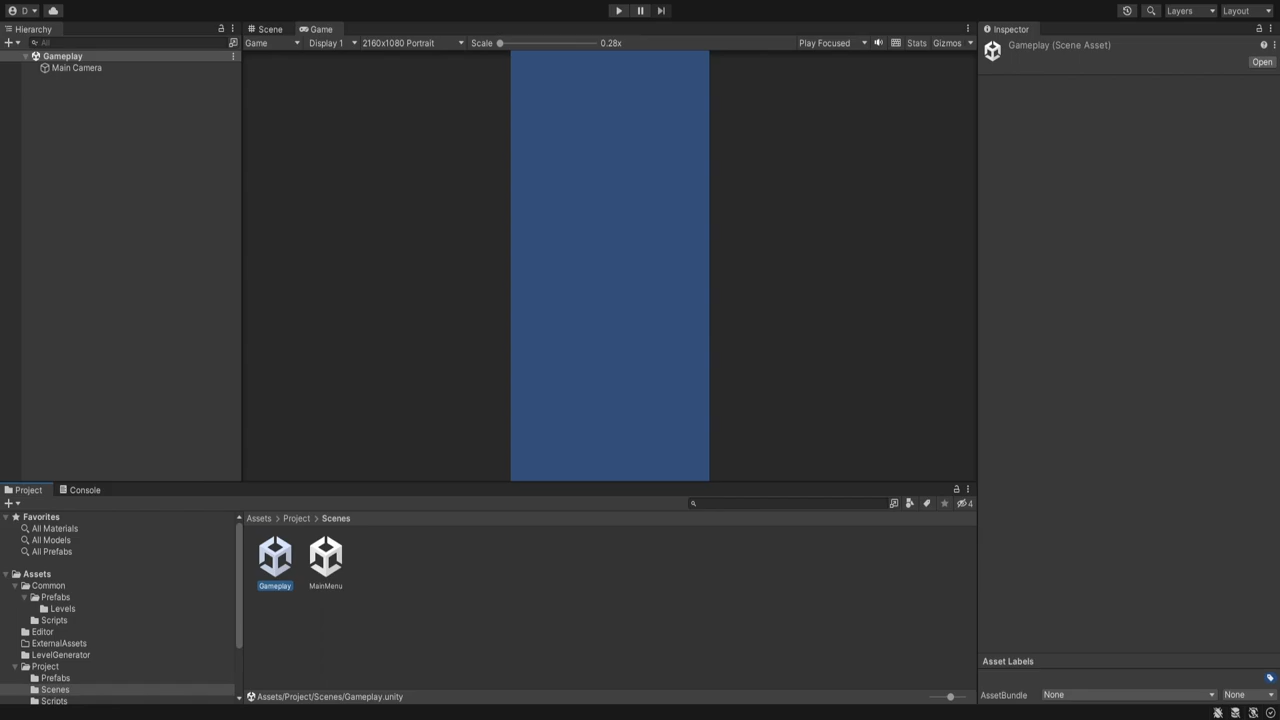 D
Layers
Layout
Hierarchy
All
Gameplay
Main Camera
Scene
Game
Game
Display 1
2160x1080 Portrait
Scale
0.28x
Play Focused
Stats
Gizmos
Inspector
Gameplay (Scene Asset)
Open
Project
Console
4
Favorites
All Materials
All Models
All Prefabs
Assets
Common
Prefabs
Levels
Scripts
Editor
ExternalAssets
LevelGenerator
Project
Prefabs
Scenes
Scripts
Assets > Project > Scenes
Gameplay
MainMenu
Assets/Project/Scenes/Gameplay.unity
Asset Labels
AssetBundle
None
None